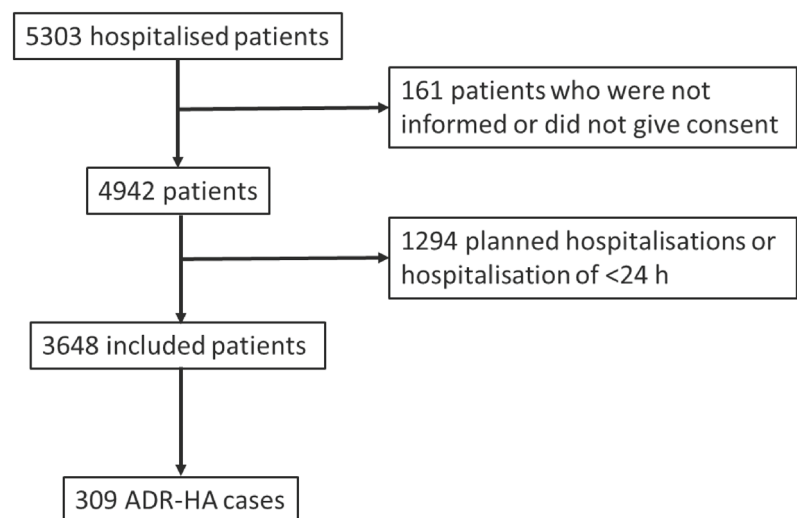 5303 hospitalised patients
161 patients who were not
informed or did not give consent
4942 patients
1294 planned hospitalisations or
hospitalisation of <24 h
3648 included patients
309 ADR-HA cases